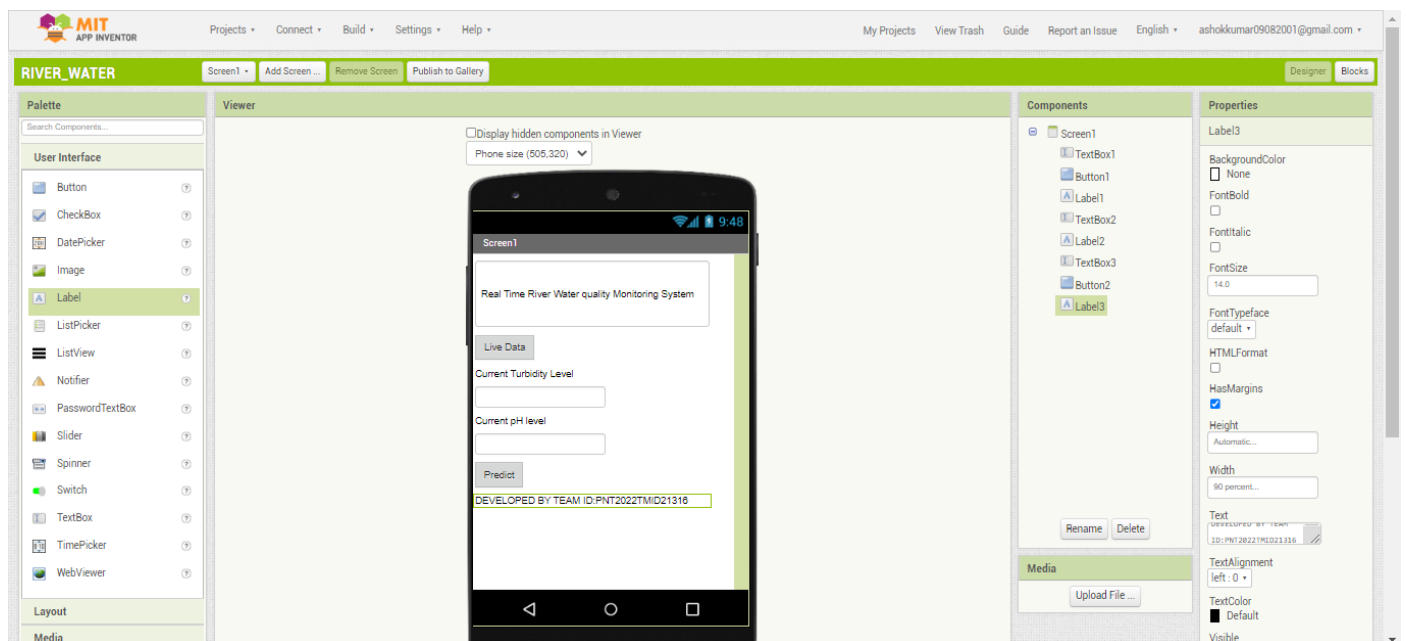 MIT
APP INVENTOR
Projects
Connect
Build
Settings
Help
My Projects
View Trash
Guide
Report an Issue
English
ashokkumar09082001@gmail.com
RIVER_WATER
Screen1
Add Screen ...
Remove Screen
Publish to Gallery
Designer
Blocks
Palette
Search Components...
User Interface
Button
CheckBox
DatePicker
Image
Label
ListPicker
ListView
Notifier
PasswordTextBox
Slider
Spinner
Switch
TextBox
TimePicker
WebViewer
Layout
Media
Viewer
Display hidden components in Viewer
Phone size (505,320)
9:48
Screen1
Real Time River Water quality Monitoring System
Live Data
Current Turbidity Level
Current pH level
Predict
DEVELOPED BY TEAM ID:PNT2022TMID21316
Components
Screen1
TextBox1
Button1
Label1
TextBox2
Label2
TextBox3
Button2
Label3
Rename
Delete
Media
Upload File ...
Properties
Label3
BackgroundColor
None
FontBold
FontItalic
FontSize
14.0
FontTypeface
default
HTMLFormat
HasMargins
Height
Automatic...
Width
90 percent...
Text
DEVELOPED BY TEAM
ID:PNT2022TMID21316
TextAlignment
left : 0
TextColor
Default
Visible